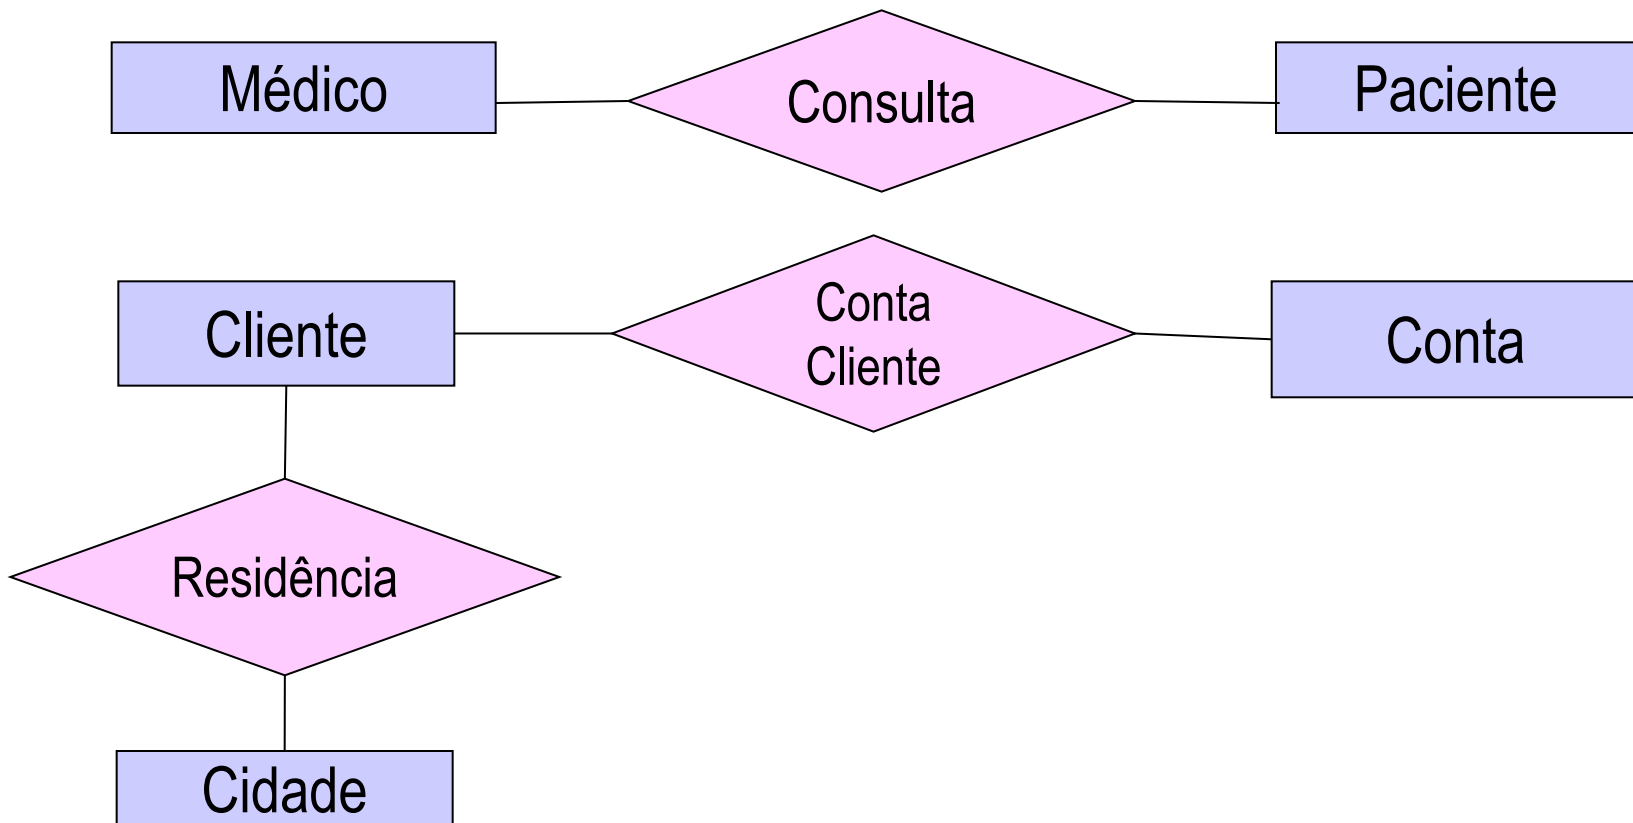 Médico
Consulta
Paciente
Cliente
Conta
Cliente
Conta
Residência
Cidade